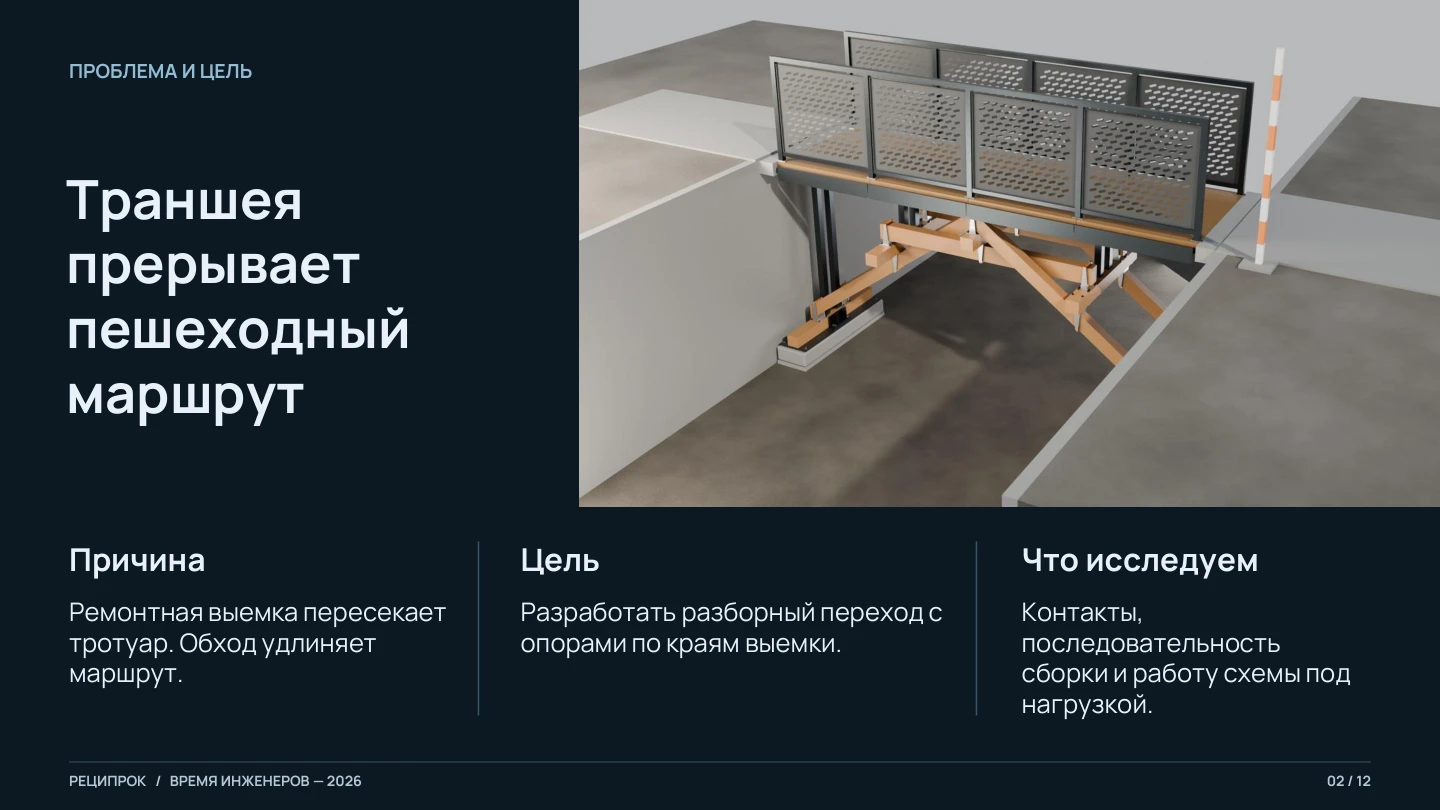 ПРОБЛЕМА И ЦЕЛЬ
Траншея
прерывает
пешеходный
маршрут
Причина
Ремонтная выемка пересекает
тротуар. Обход удлиняет
маршрут.
Цель
Разработать разборный переход с
опорами по краям выемки.
Что исследуем
Контакты,
последовательность
сборки и работу схемы под
нагрузкой.
РЕЦИПРОК / ВРЕМЯ ИНЖЕНЕРОВ — 2026
02 / 12